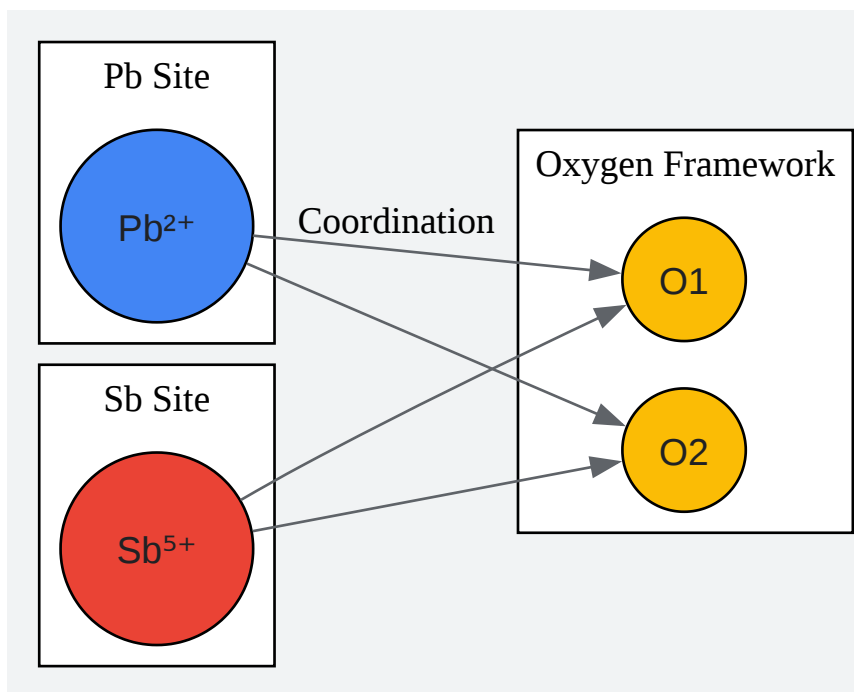 Pb Site
Pb²⁺
Coordination
Oxygen Framework
O1
O2
Sb Site
Sb⁵⁺